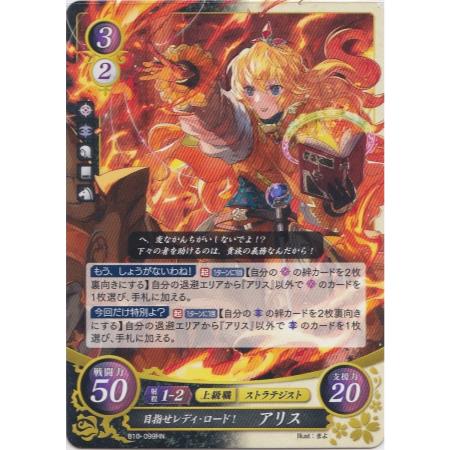 3
2
へ、変なかんちがいしないでよ！？
下々の者を助けるのは、貴族の義務なんだから！
もう、しょうがないわね！ 起 1ターンに1回 【自分の の絆カードを2枚
裏向きにする】自分の退避エリアから『アリス』以外で のカードを
1枚選び、手札に加える。
今回だけ特別よ？ 起 1ターンに1回 【自分の の絆カードを2枚裏向きに
する】自分の退避エリアから『アリス』以外で のカードを1枚選
び、手札に加える。
戦闘力
50
射程
1-2
上級職
ストラテジスト
支援力
20
目指せレディ・ロード！ アリス
B10-099HN
Illust：まよ